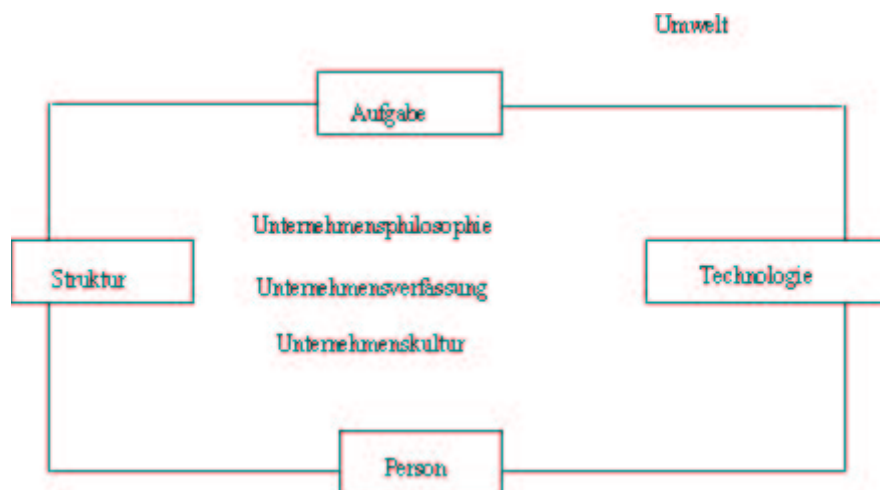 Umwelt
Aufgabe
Unternehmensphilosophie
Struktur
Technologie
Unternehmensverfassung
Unternehmenskultur
Person